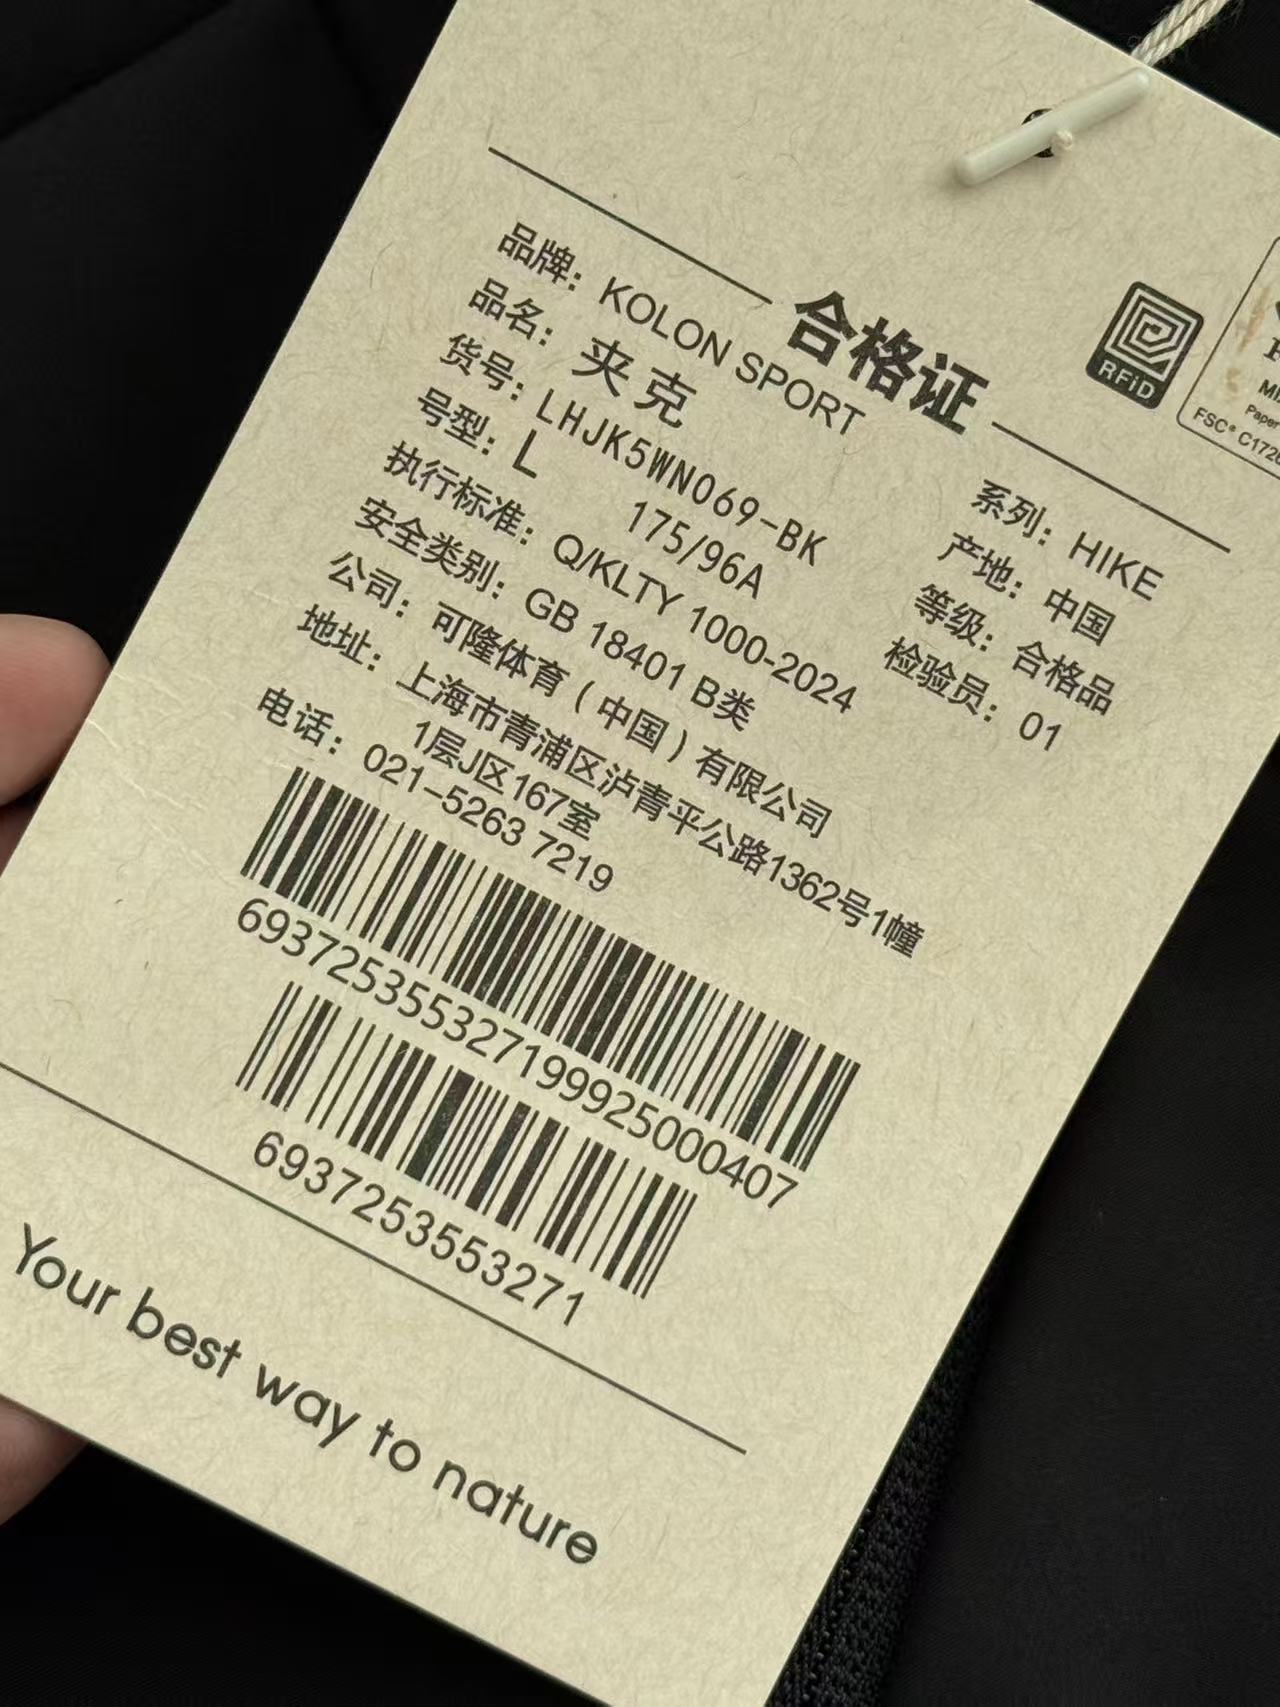 合格证
RFiD
FSC® C1726
品牌：KOLON SPORT
品名：夹克
货号：LHJK5WN069-BK
号型：L 175/96A
执行标准：Q/KLTY 1000-2024
安全类别：GB 18401 B类
公司：可隆体育（中国）有限公司
地址：上海市青浦区沪青平公路1362号1幢
1层J区167室
电话：021-5263 7219
系列：HIKE
产地：中国
等级：合格品
检验员：01
693725355327199925000407
6937253553271
Your best way to nature